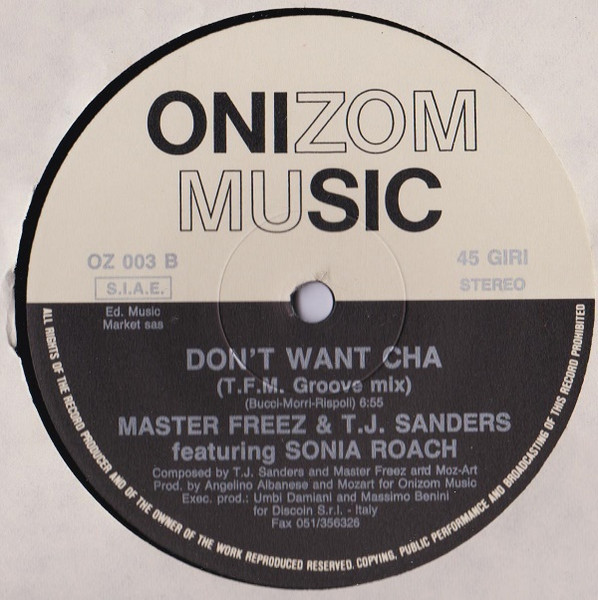 ONIZOM
MUSIC
OZ 003 B
45 GIRI
S.I.A.E.
STEREO
Ed. Music
Market sas
DON'T WANT CHA
(T.F.M. Groove mix)
(Bucci-Morri-Rispoli) 6:55
MASTER FREEZ & T.J. SANDERS
featuring SONIA ROACH
Composed by T.J. Sanders and Master Freez and Moz-Art
Prod. by Angelino Albanese and Mozart for Onizom Music
Exec. prod.: Umbi Damiani and Massimo Benini
for Discoin S.r.l. - Italy
Fax 051/356326
ALL RIGHTS OF THE RECORD PRODUCER AND OF THE OWNER OF THE WORK REPRODUCED RESERVED. COPYING, PUBLIC PERFORMANCE AND BROADCASTING OF THIS RECORD PROHIBITED